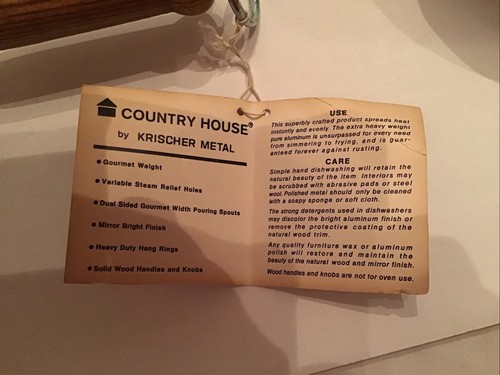 COUNTRY HOUSE®
by KRISCHER METAL
● Gourmet Weight
● Variable Steam Relief Holes
● Dual Sided Gourmet Width Pouring Spouts
● Mirror Bright Finish
● Heavy Duty Hang Rings
● Solid Wood Handles and Knobs
USE
This superbly crafted product spreads heat
instantly and evenly. The extra heavy weight
pure aluminum is unsurpassed for every need
from simmering to frying, and is guar-
anteed forever against rusting.
CARE
Simple hand dishwashing will retain the
natural beauty of the item. Interiors may
be scrubbed with abrasive pads or steel
wool. Polished metal should only be cleaned
with a soapy sponge or soft cloth.
The strong detergents used in dishwashers
may discolor the bright aluminum finish or
remove the protective coating of the
natural wood trim.
Any quality furniture wax or aluminum
polish will restore and maintain the
beauty of the natural wood and mirror finish.
Wood handles and knobs are not for oven use.